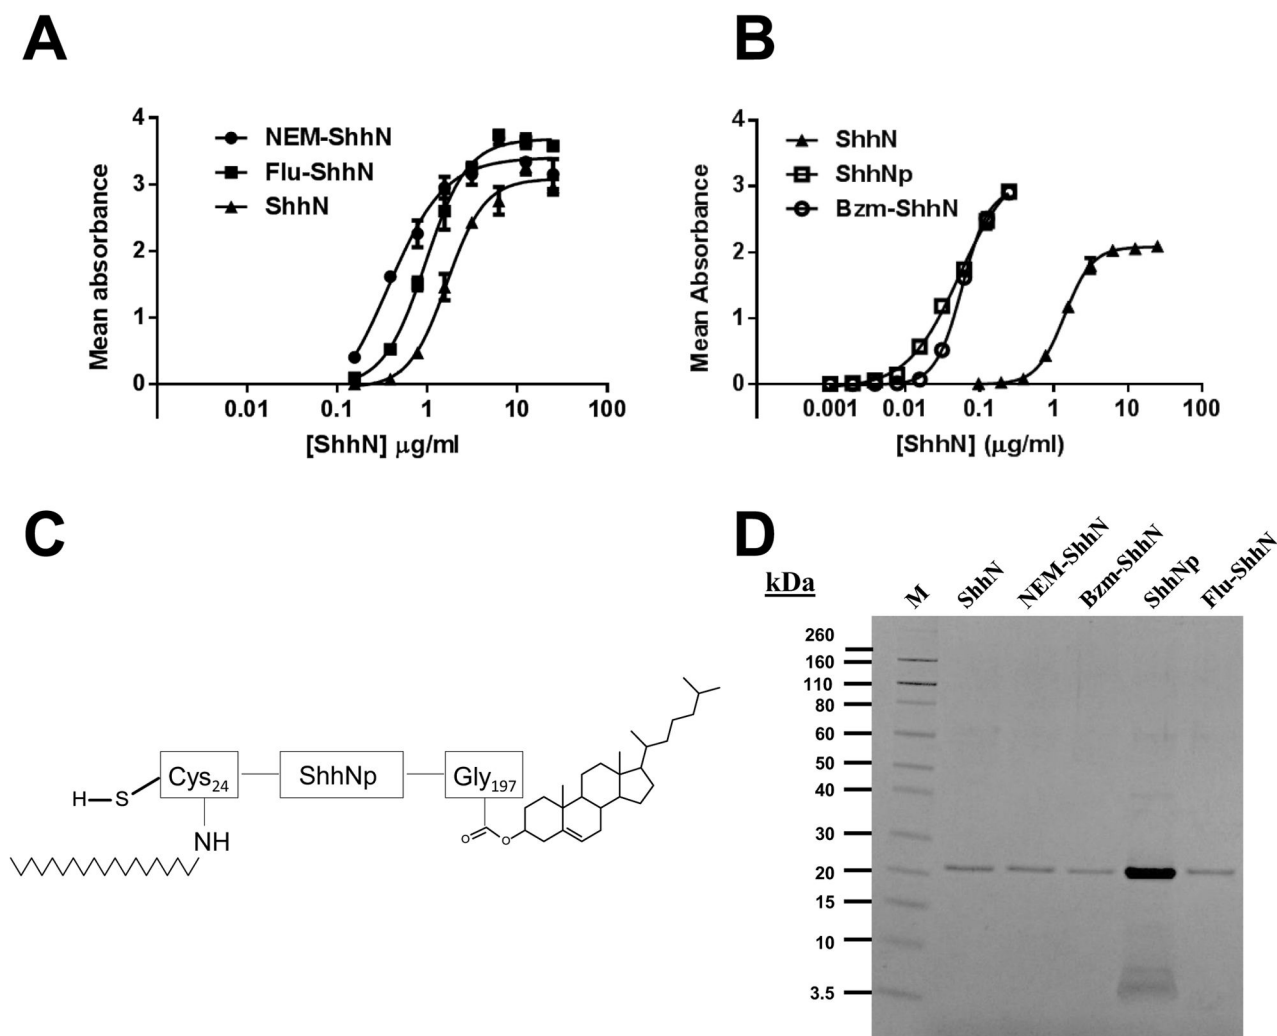 A
B
4
3
2
1
0
Mean absorbance
NEM-ShhN
Flu-ShhN
ShhN
0.01
0.1
1
10
100
[ShhN] μg/ml
4
3
2
1
0
Mean Absorbance
ShhN
ShhNp
Bzm-ShhN
0.001
0.01
0.1
1
10
100
[ShhN] (μg/ml)
C
H
S
Cys24
ShhNp
Gly197
NH
O
O
D
kDa
M
ShhN
NEM-ShhN
Bzm-ShhN
ShhNp
Flu-ShhN
260
160
110
80
60
50
40
30
20
15
10
3.5